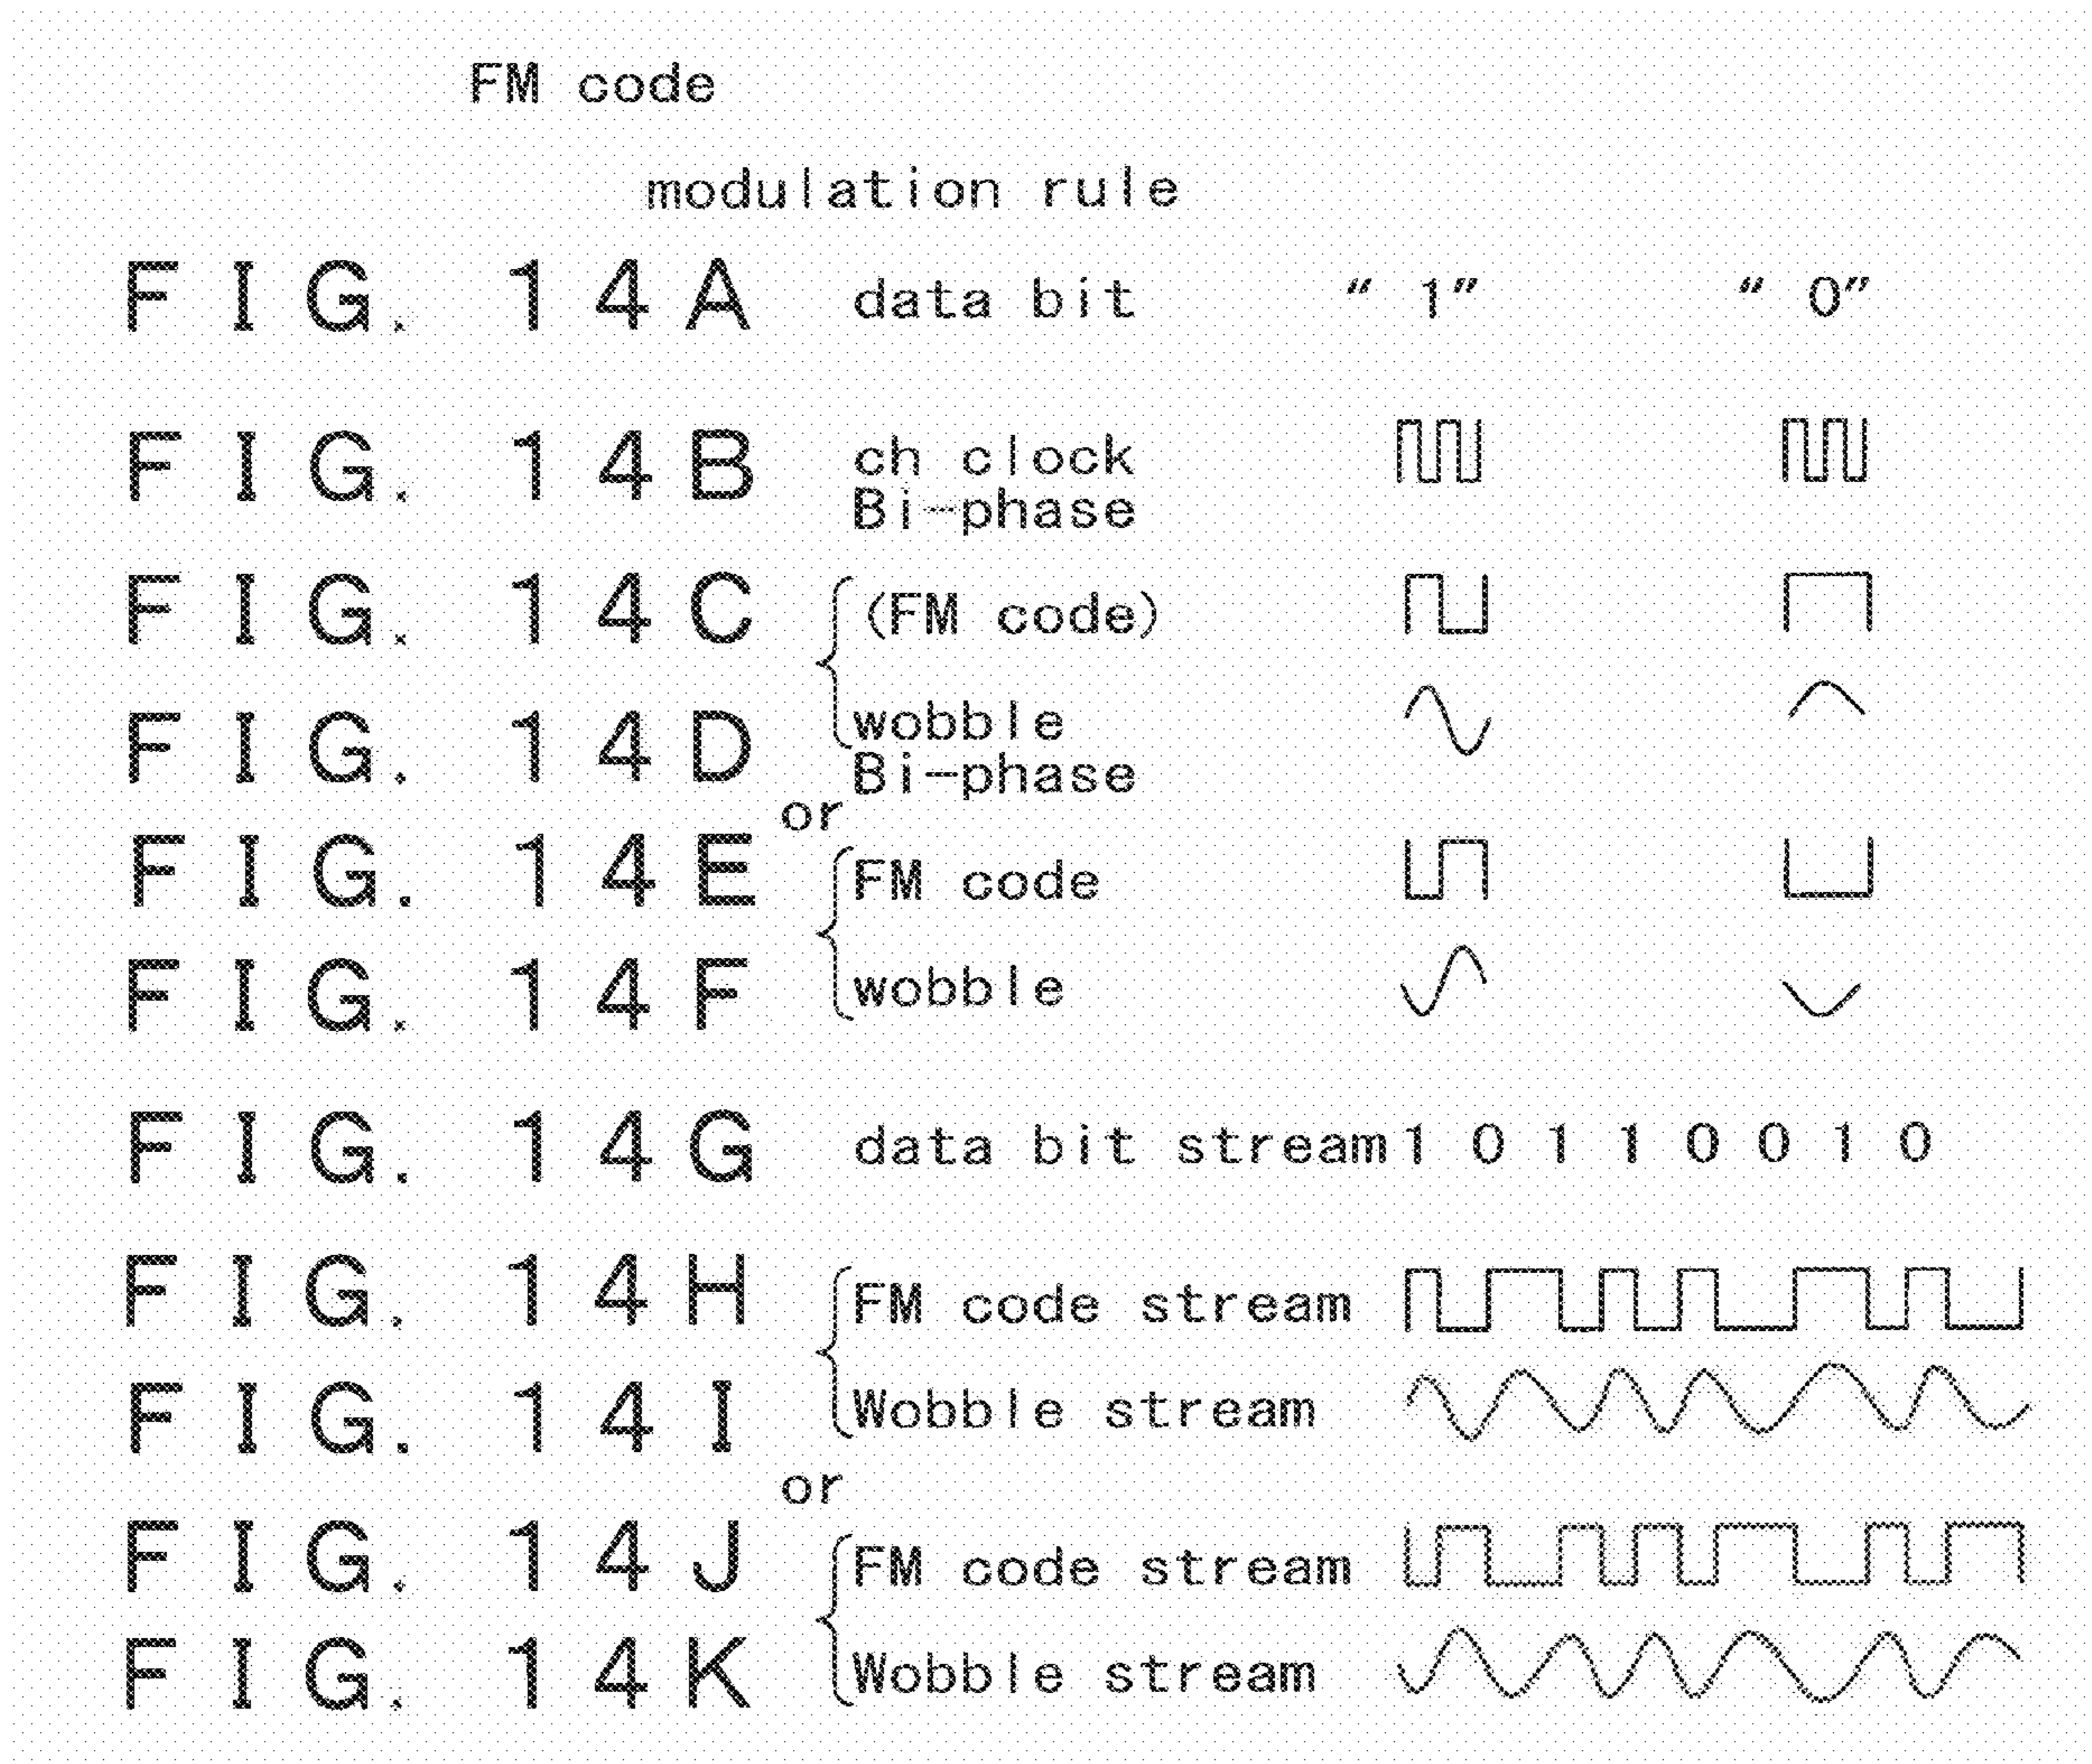 FM code
modulation rule
FIG. 14A data bit “ 1” “ 0”
FIG. 14B ch clock
Bi-phase
FIG. 14C (FM code)
FIG. 14D wobble
Bi-phase
or
FIG. 14E FM code
FIG. 14F wobble
FIG. 14G data bit stream 1 0 1 1 0 0 1 0
FIG. 14H FM code stream
FIG. 14I Wobble stream
or
FIG. 14J FM code stream
FIG. 14K Wobble stream